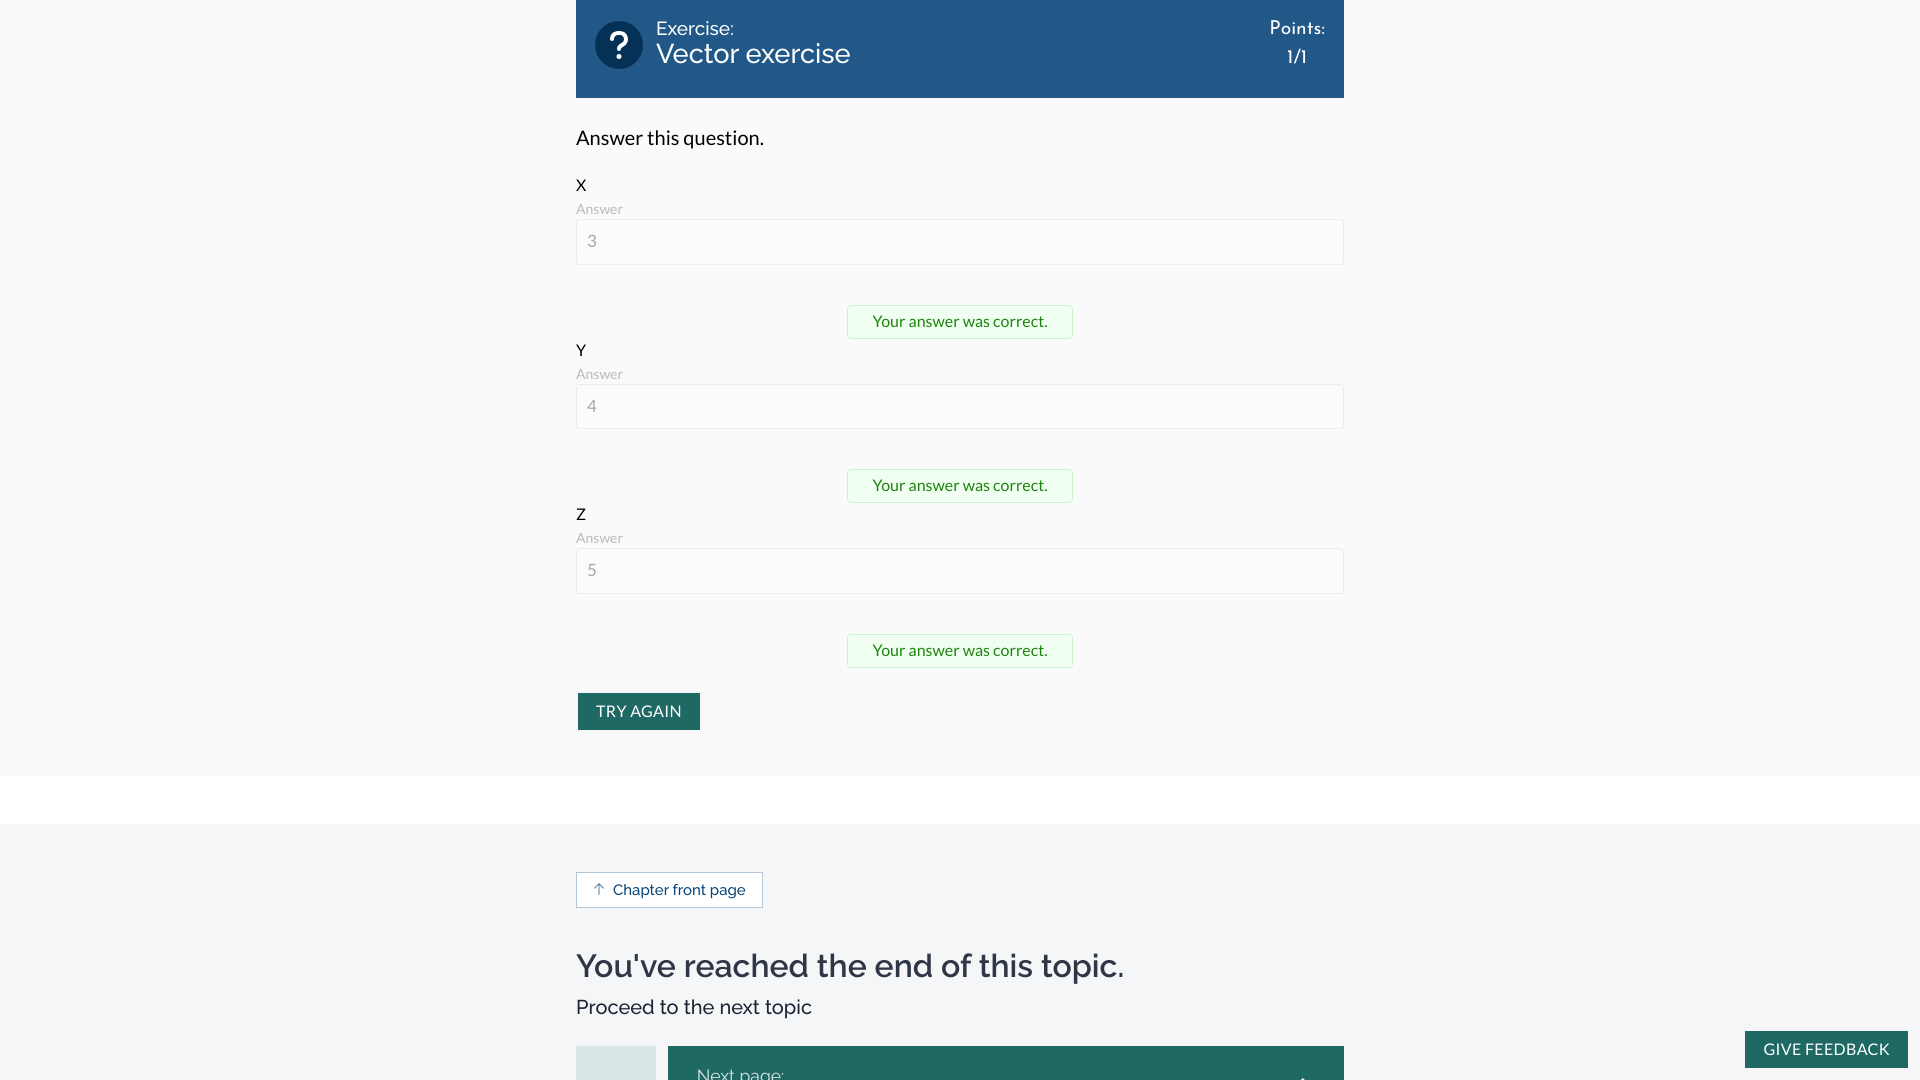 ?
Exercise:
Vector exercise
Points:
1/1
Answer this question.
X
Answer
3
Your answer was correct.
Y
Answer
4
Your answer was correct.
Z
Answer
5
Your answer was correct.
TRY AGAIN
↑ Chapter front page
You've reached the end of this topic.
Proceed to the next topic
GIVE FEEDBACK
Next page: